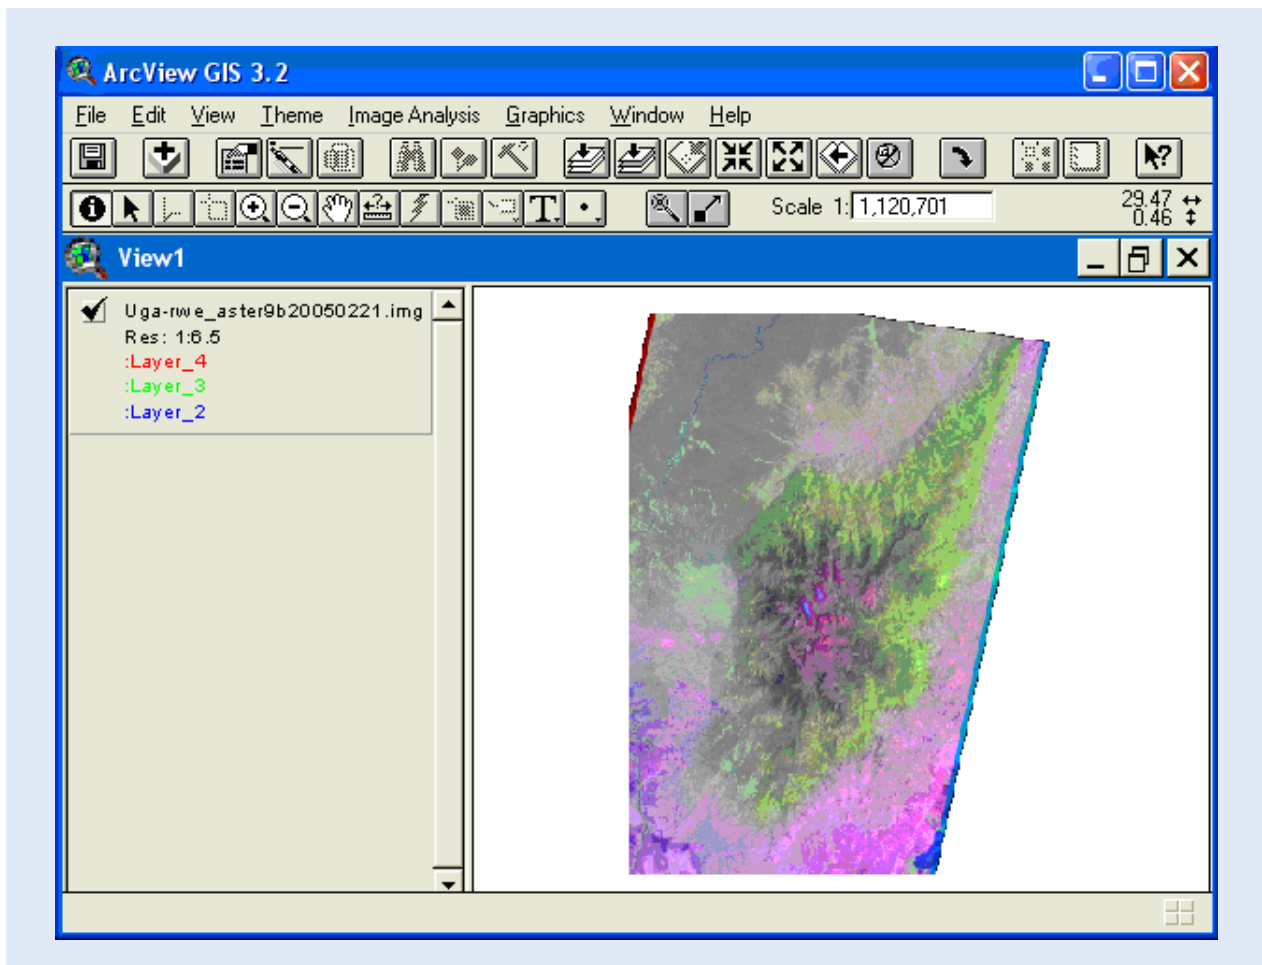 ArcView GIS 3.2
File Edit View Theme Image Analysis Graphics Window Help
T
?
Scale 1: 1,120,701
29.47
0.46
View1
Uga-rwe_aster9b20050221.img
Res: 1:6.5
:Layer_4
:Layer_3
:Layer_2